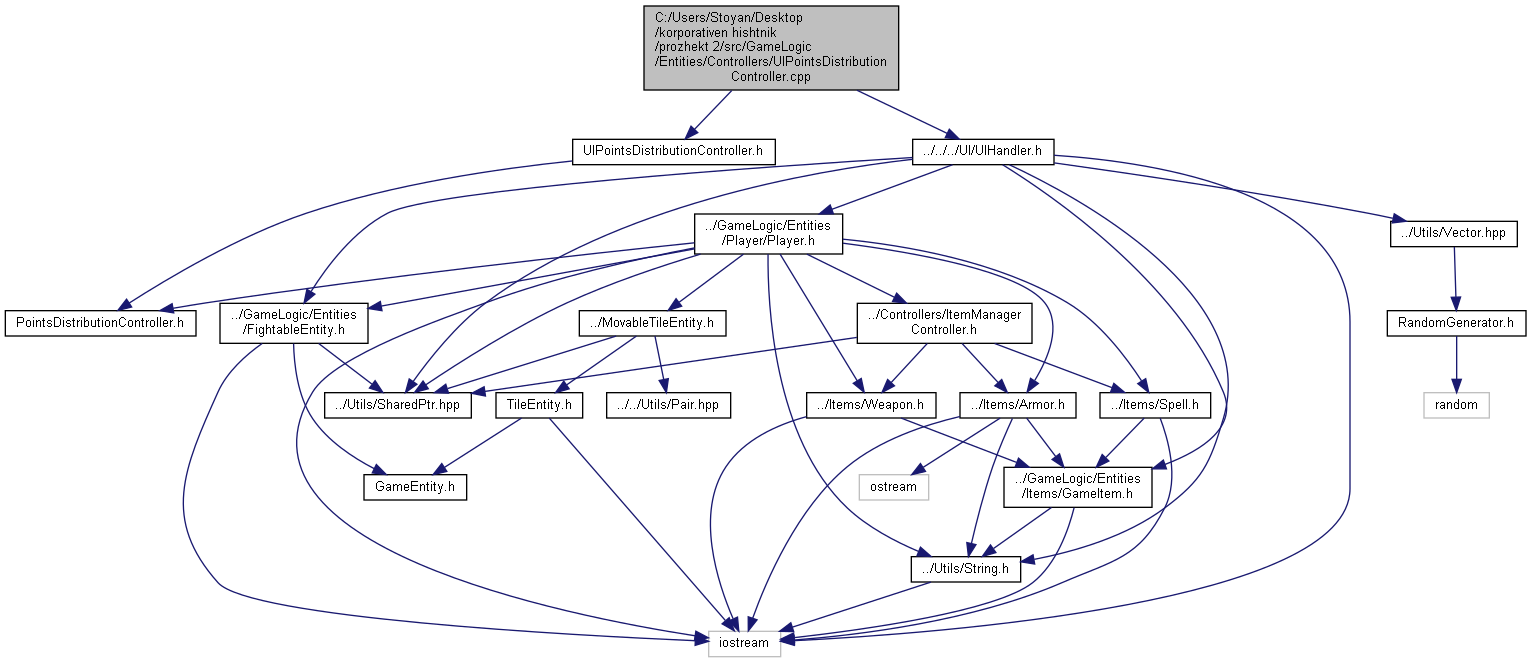 C:/Users/Stoyan/Desktop
/korporativen hishtnik
/prozhekt 2/src/GameLogic
/Entities/Controllers/UIPointsDistribution
Controller.cpp
UIPointsDistributionController.h
../../../UI/UIHandler.h
../GameLogic/Entities
/Player/Player.h
../Utils/Vector.hpp
PointsDistributionController.h
../GameLogic/Entities
/FightableEntity.h
../MovableTileEntity.h
../Controllers/ItemManager
Controller.h
RandomGenerator.h
../Utils/SharedPtr.hpp
TileEntity.h
../../Utils/Pair.hpp
../Items/Weapon.h
../Items/Armor.h
../Items/Spell.h
random
GameEntity.h
ostream
../GameLogic/Entities
/Items/GameItem.h
../Utils/String.h
iostream